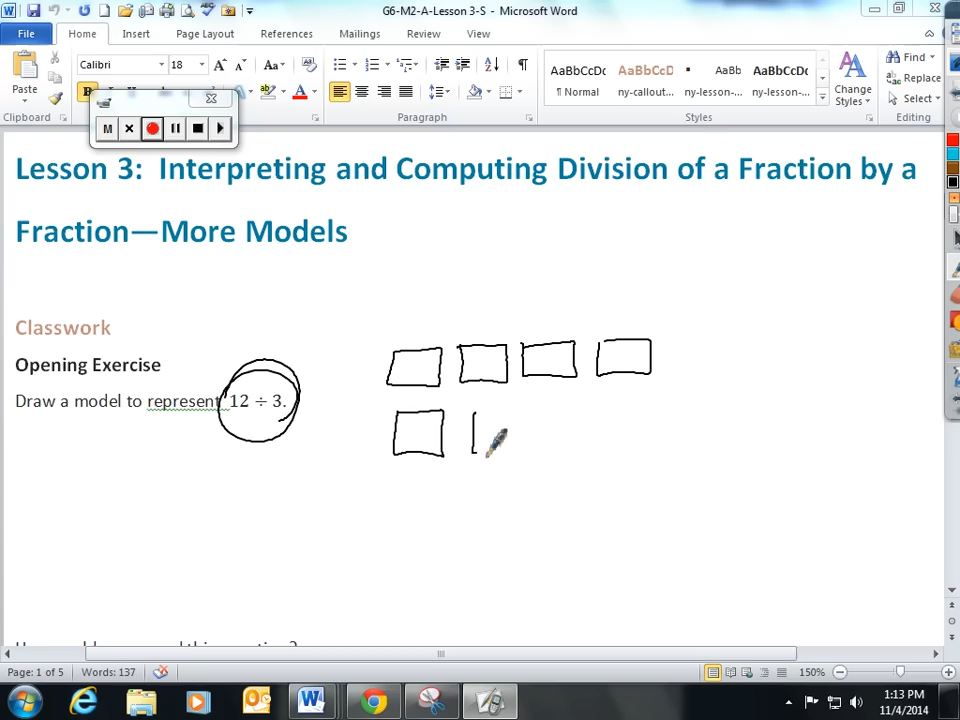 G6-M2-A-Lesson 3-S - Microsoft Word
File Home Insert Page Layout References Mailings Review View
Calibri 18 Aa
Paste
AaBbCcDc AaBbCcD AaBb AaBbCcDc
¶ Normal ny-callout... ny-lesson-... ny-lesson-...
Change Styles
Find
Replace
Select
Clipboard Paragraph Styles Editing
M
Lesson 3: Interpreting and Computing Division of a Fraction by a
Fraction—More Models
Classwork
Opening Exercise
Draw a model to represent 12 ÷ 3.
Page: 1 of 5 Words: 137 150%
1:13 PM
11/4/2014